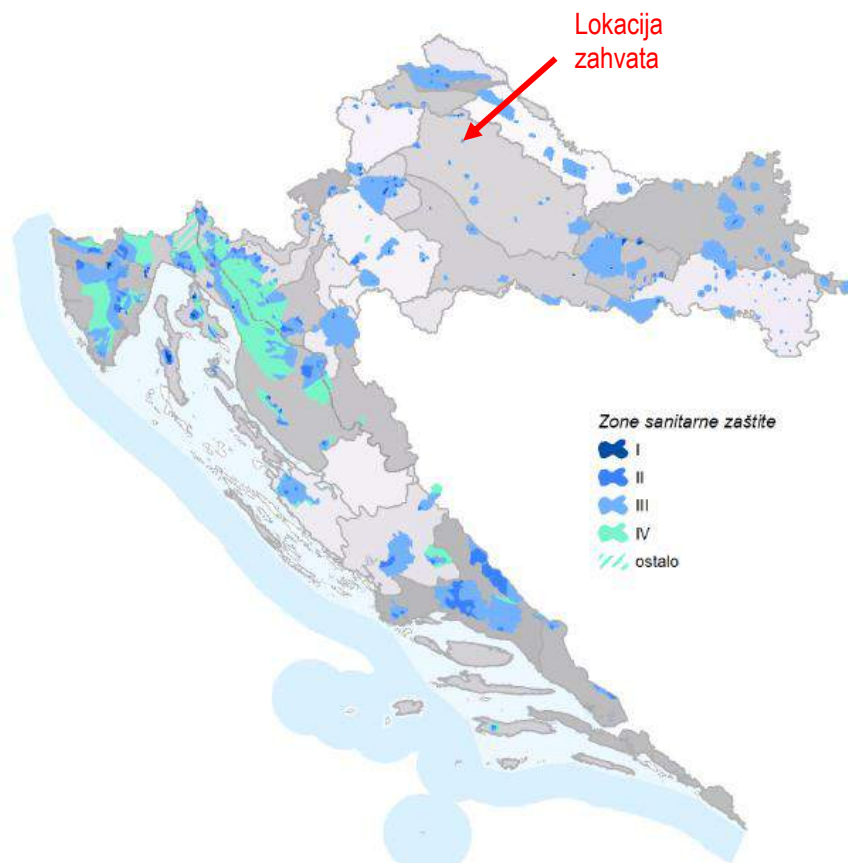 Lokacija
zahvata
Zone sanitarne zaštite
I
II
III
IV
ostalo